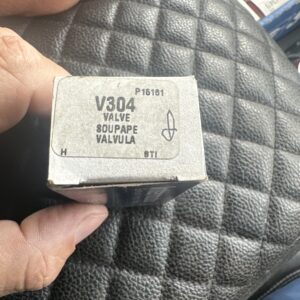 P15161
V304
VALVE
SOUPAPE
VALVULA
H BTI